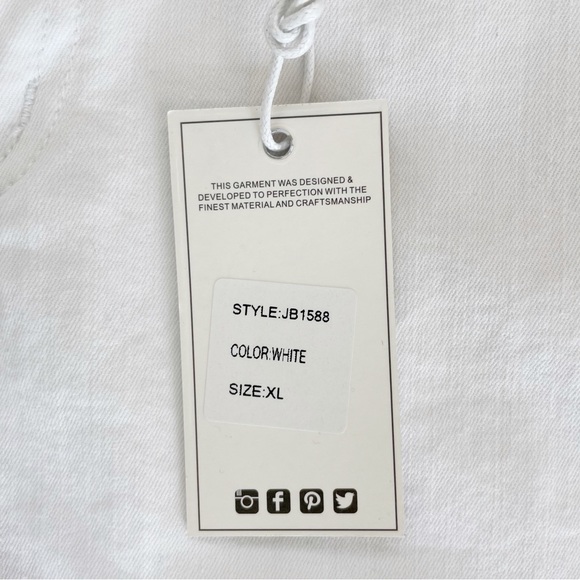 THIS GARMENT WAS DESIGNED &
DEVELOPED TO PERFECTION WITH THE
FINEST MATERIAL AND CRAFTSMANSHIP
STYLE:JB1588
COLOR:WHITE
SIZE:XL